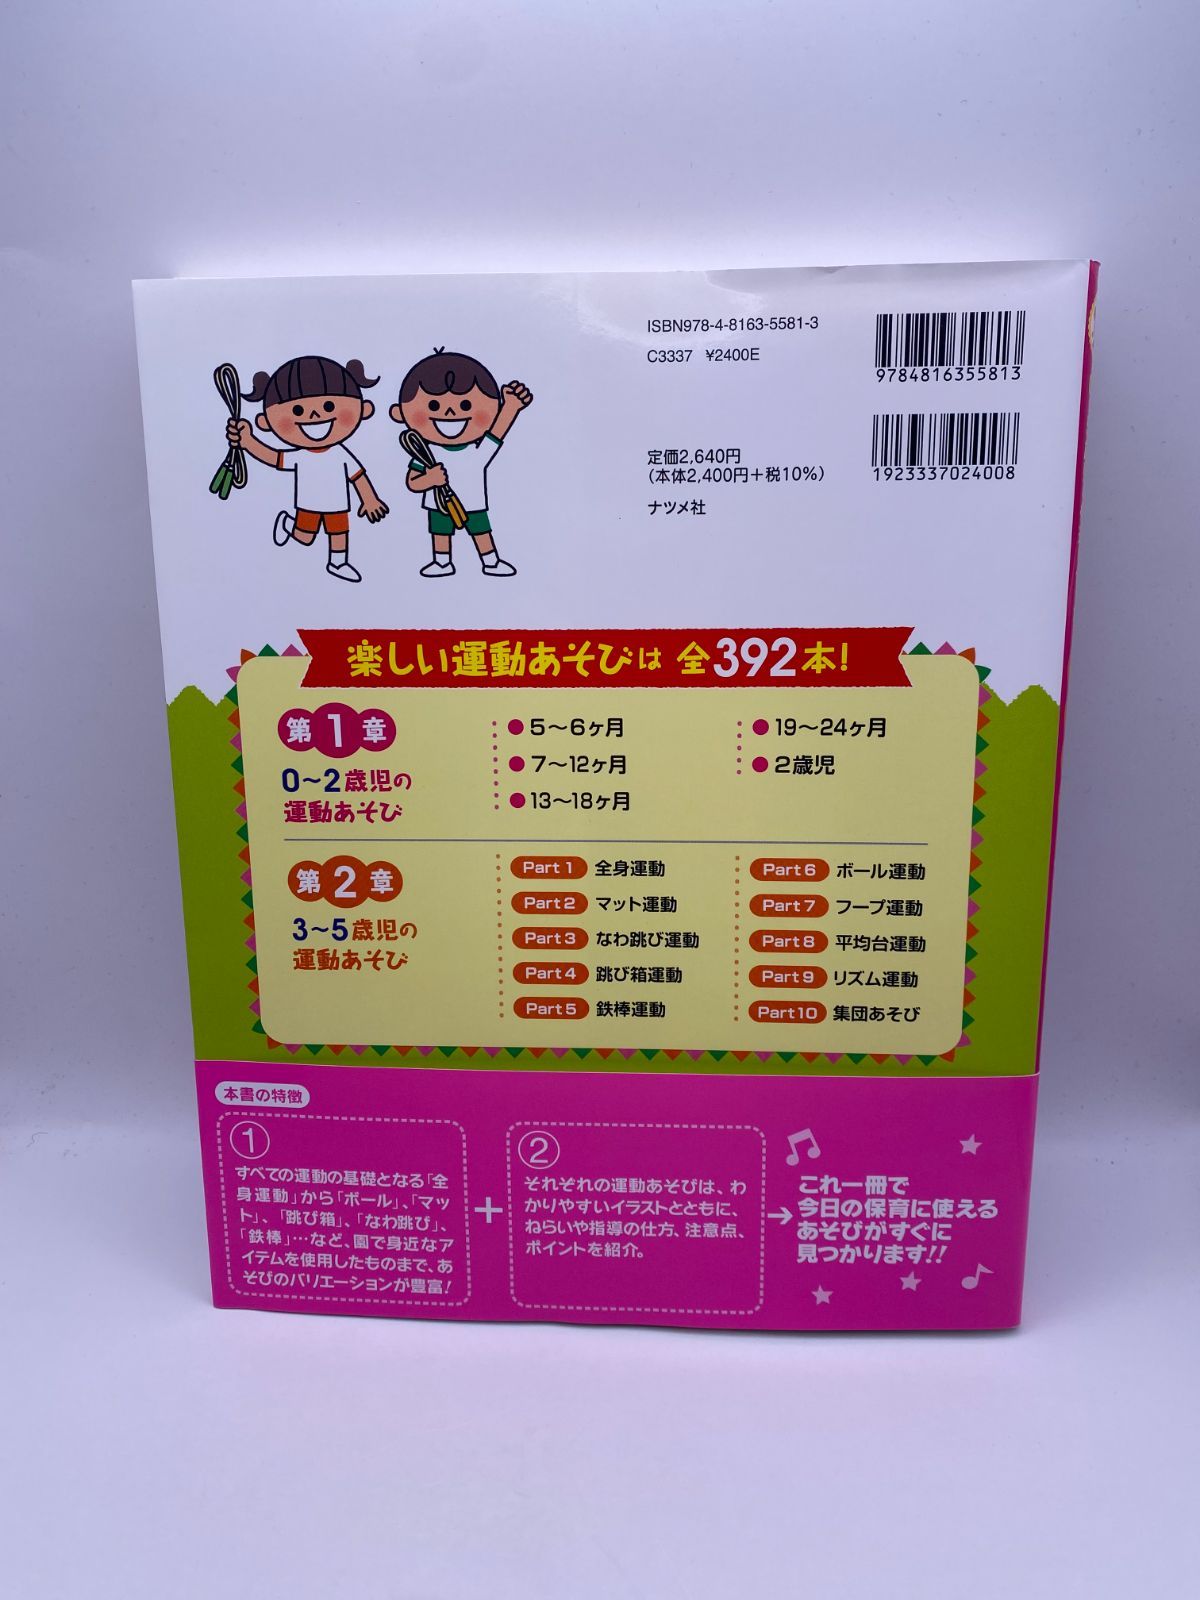 ISBN978-4-8163-5581-3
C3337 ¥2400E
9784816355813
定価2,640円
(本体2,400円＋税10%)
ナツメ社
1923337024008
楽しい運動あそびは 全392本!
第1章
0〜2歳児の
運動あそび
5〜6ヶ月
7〜12ヶ月
13〜18ヶ月
19〜24ヶ月
2歳児
第2章
3〜5歳児の
運動あそび
Part1 全身運動
Part2 マット運動
Part3 なわ跳び運動
Part4 跳び箱運動
Part5 鉄棒運動
Part6 ボール運動
Part7 フープ運動
Part8 平均台運動
Part9 リズム運動
Part10 集団あそび
本書の特徴
①
すべての運動の基礎となる「全
身運動」から「ボール」、「マッ
ト」、「跳び箱」、「なわ跳び」、
「鉄棒」…など、園で身近なア
イテムを使用したものまで、あ
そびのバリエーションが豊富!
+
②
それぞれの運動あそびは、わ
かりやすいイラストとともに、
ねらいや指導の仕方、注意点、
ポイントを紹介。
→
これ一冊で
今日の保育に使える
あそびがすぐに
見つかります!!